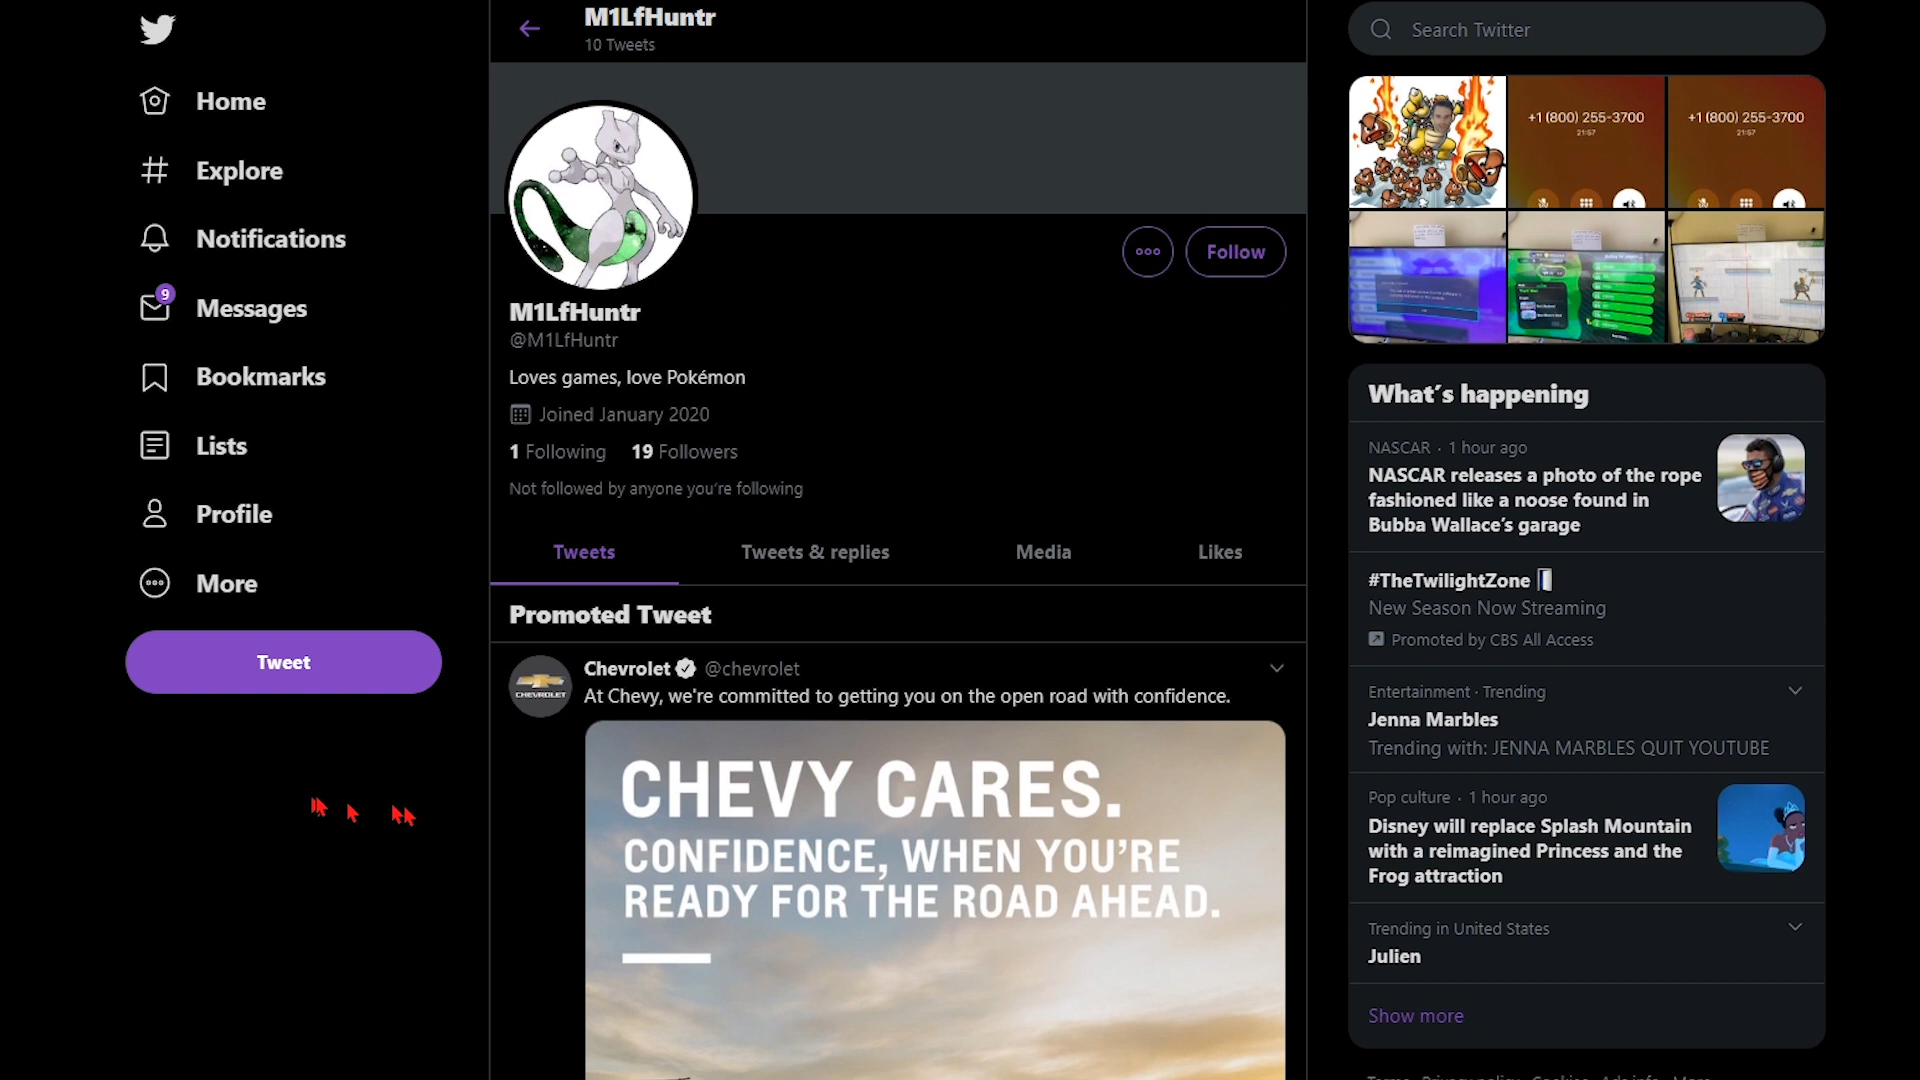 Home
Explore
Notifications
9
Messages
Bookmarks
Lists
Profile
More
Tweet
M1LfHuntr
10 Tweets
Follow
M1LfHuntr
@M1LfHuntr
Loves games, love Pokémon
Joined January 2020
1 Following 19 Followers
Not followed by anyone you're following
Tweets Tweets & replies Media Likes
Promoted Tweet
CHEVROLET
Chevrolet @chevrolet
At Chevy, we're committed to getting you on the open road with confidence.
CHEVY CARES.
CONFIDENCE, WHEN YOU'RE
READY FOR THE ROAD AHEAD.
Search Twitter
+1 (800) 255-3700
21:57
+1 (800) 255-3700
21:57
What's happening
NASCAR · 1 hour ago
NASCAR releases a photo of the rope
fashioned like a noose found in
Bubba Wallace's garage
#TheTwilightZone
New Season Now Streaming
Promoted by CBS All Access
Entertainment · Trending
Jenna Marbles
Trending with: JENNA MARBLES QUIT YOUTUBE
Pop culture · 1 hour ago
Disney will replace Splash Mountain
with a reimagined Princess and the
Frog attraction
Trending in United States
Julien
Show more